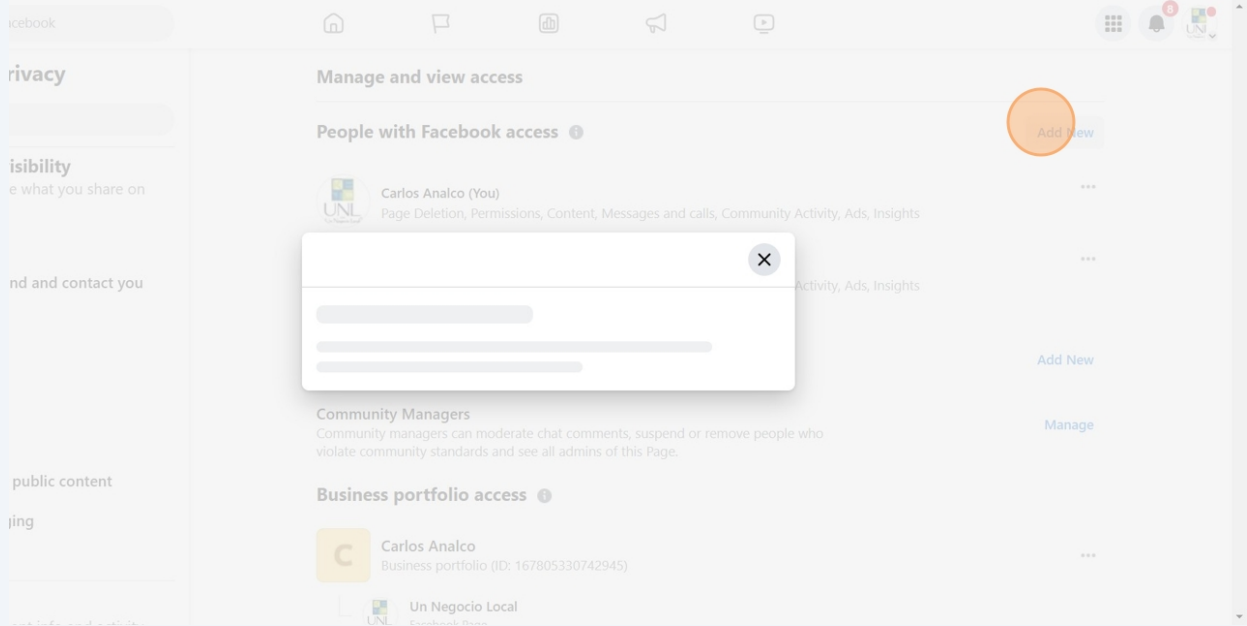 acebook
8
rivacy
Manage and view access
People with Facebook access
Add New
isibility
e what you share on
Carlos Analco (You)
UNL
Page Deletion, Permissions, Content, Messages and calls, Community Activity, Ads, Insights
nd and contact you
Activity, Ads, Insights
Add New
Community Managers
Community managers can moderate chat comments, suspend or remove people who
violate community standards and see all admins of this Page.
Manage
public content
Business portfolio access
ging
C
Carlos Analco
Business portfolio (ID: 167805330742945)
Un Negocio Local
UNL
Facebook Page